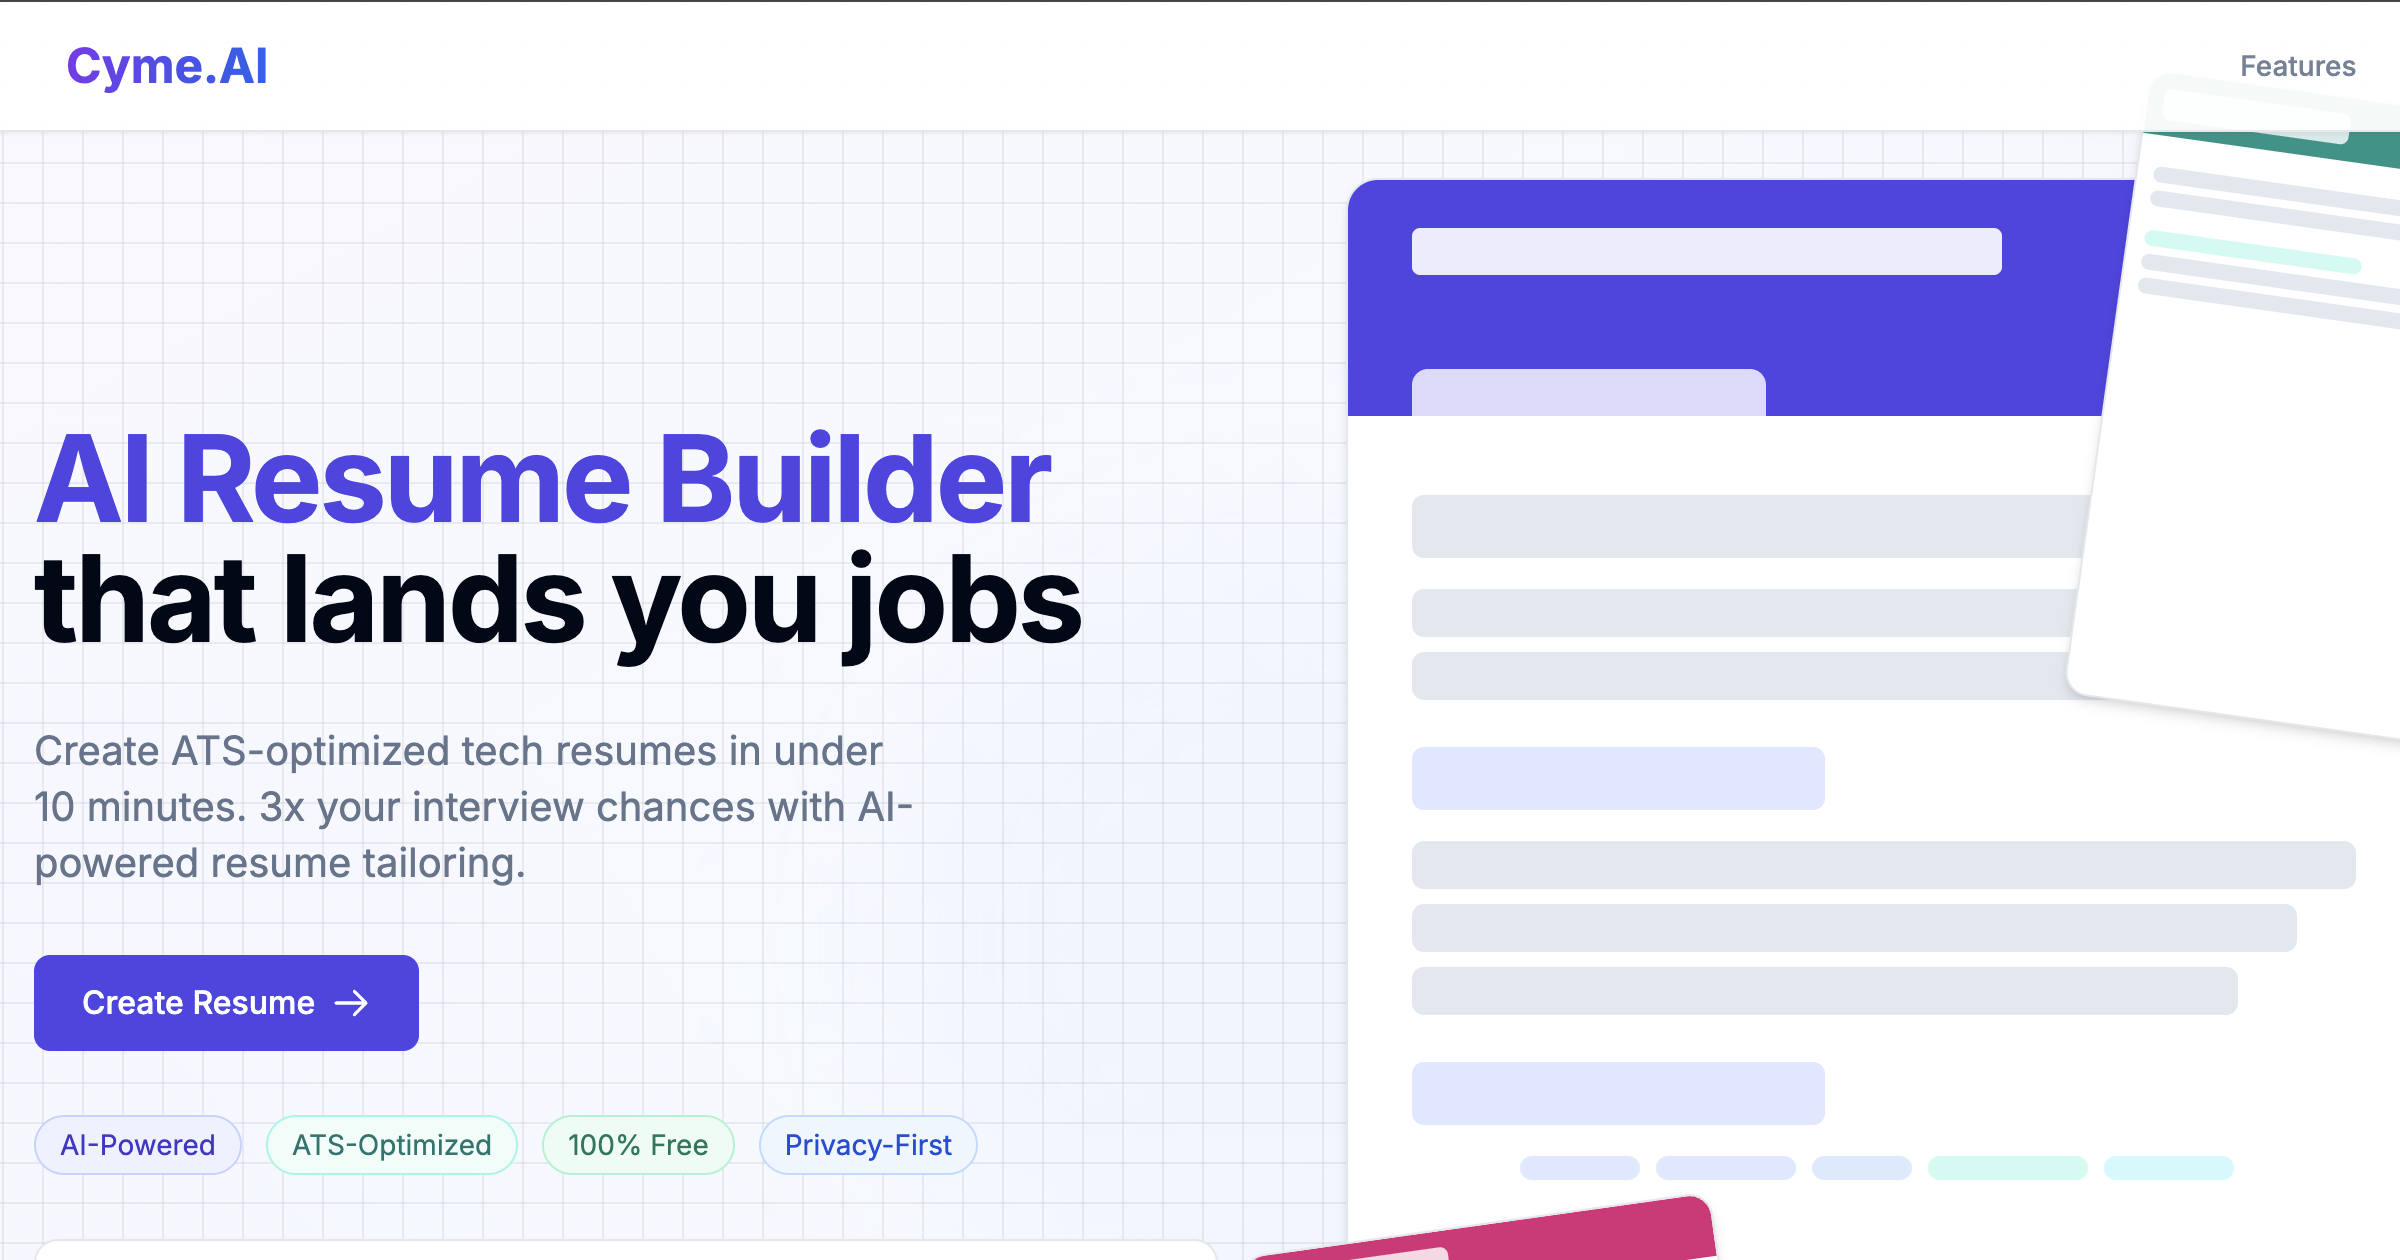 Cyme.AI
Features
AI Resume Builder
that lands you jobs
Create ATS-optimized tech resumes in under
10 minutes. 3x your interview chances with AI-
powered resume tailoring.
Create Resume →
AI-Powered
ATS-Optimized
100% Free
Privacy-First